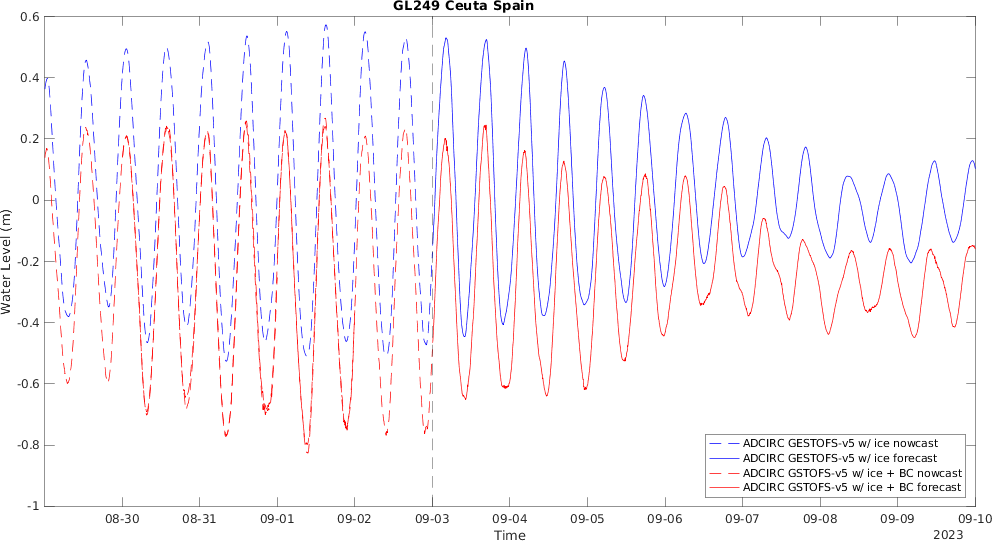 GL249 Ceuta Spain
0.6
0.4
0.2
0
-0.2
-0.4
-0.6
-0.8
-1
Water Level (m)
ADCIRC GESTOFS-v5 w/ ice nowcast
ADCIRC GESTOFS-v5 w/ ice forecast
ADCIRC GSTOFS-v5 w/ ice + BC nowcast
ADCIRC GSTOFS-v5 w/ ice + BC forecast
08-30 08-31 09-01 09-02 09-03 09-04 09-05 09-06 09-07 09-08 09-09 09-10
Time
2023